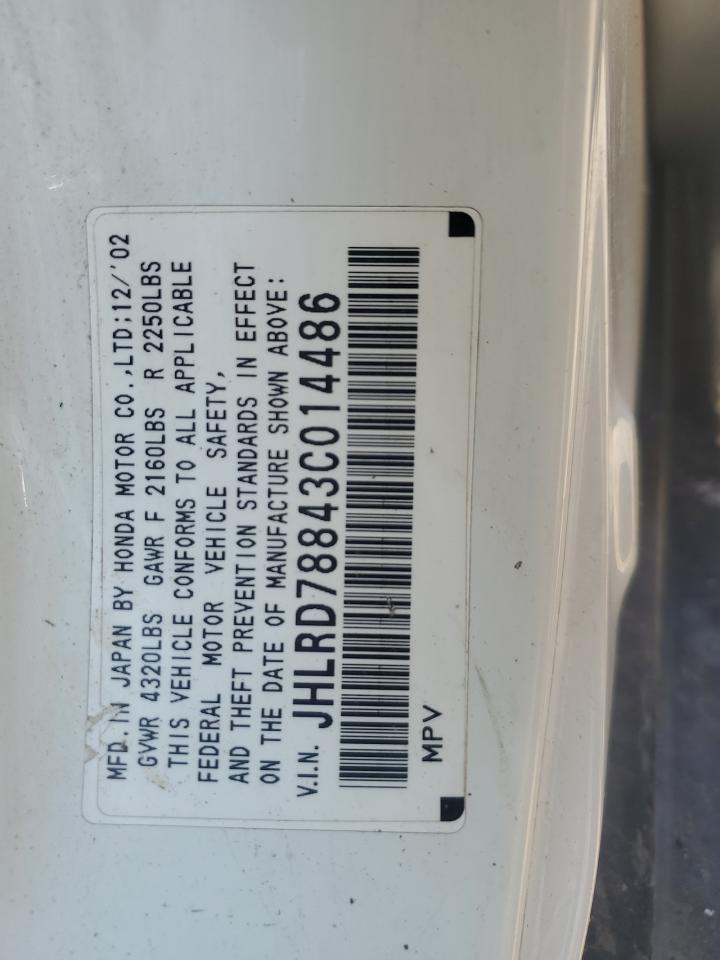 MFD. IN JAPAN BY HONDA MOTOR CO.,LTD;12/'02
GVWR 4320LBS GAWR F 2160LBS R 2250LBS
THIS VEHICLE CONFORMS TO ALL APPLICABLE
FEDERAL MOTOR VEHICLE SAFETY,
AND THEFT PREVENTION STANDARDS IN EFFECT
ON THE DATE OF MANUFACTURE SHOWN ABOVE:
V.I.N. JHLRD78843C014486
MPV